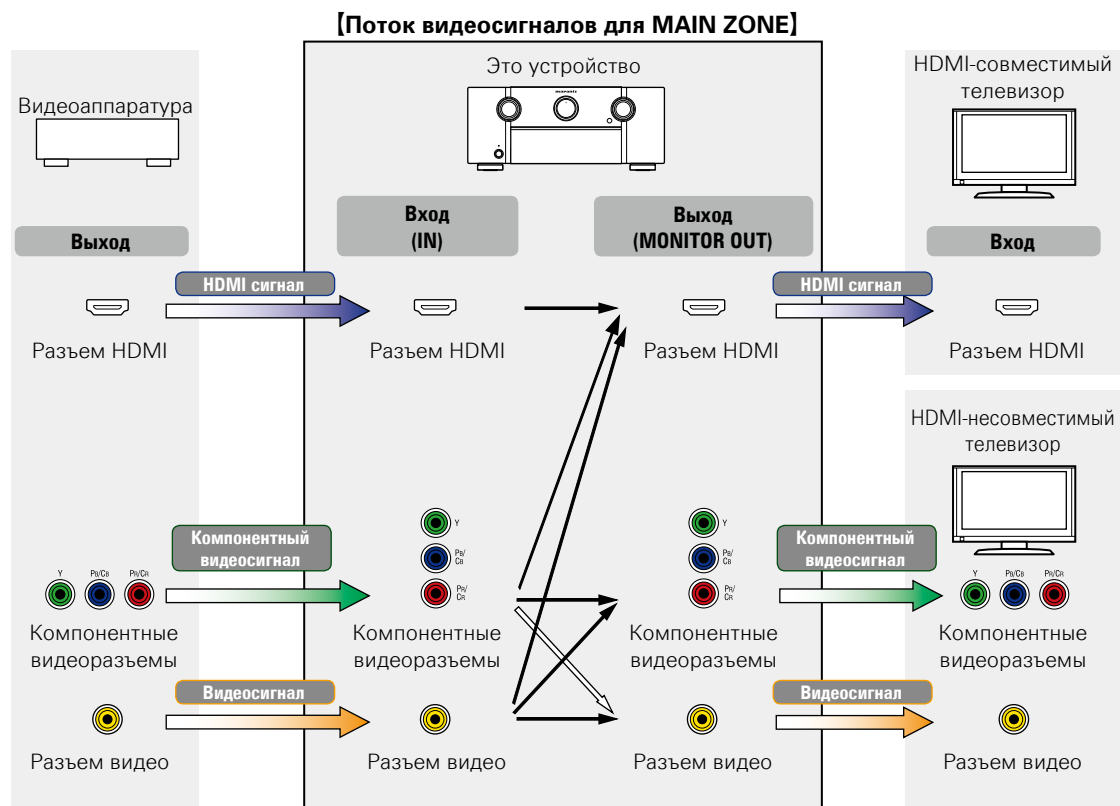 【Поток видеосигналов для MAIN ZONE】
Видеоаппаратура
Это устройство
marantz
HDMI-совместимый
телевизор
Выход
Вход
(IN)
Выход
(MONITOR OUT)
Вход
HDMI сигнал
HDMI сигнал
Разъем HDMI
Разъем HDMI
Разъем HDMI
Разъем HDMI
HDMI-несовместимый
телевизор
Компонентный
видеосигнал
Y
PB/
CB
PR/
CR
Y
PB/
CB
PR/
CR
Компонентный
видеосигнал
Y PB/CB PR/CR
Y PB/CB PR/CR
Компонентные
видеоразъемы
Компонентные
видеоразъемы
Компонентные
видеоразъемы
Компонентные
видеоразъемы
Видеосигнал
Видеосигнал
Разъем видео
Разъем видео
Разъем видео
Разъем видео